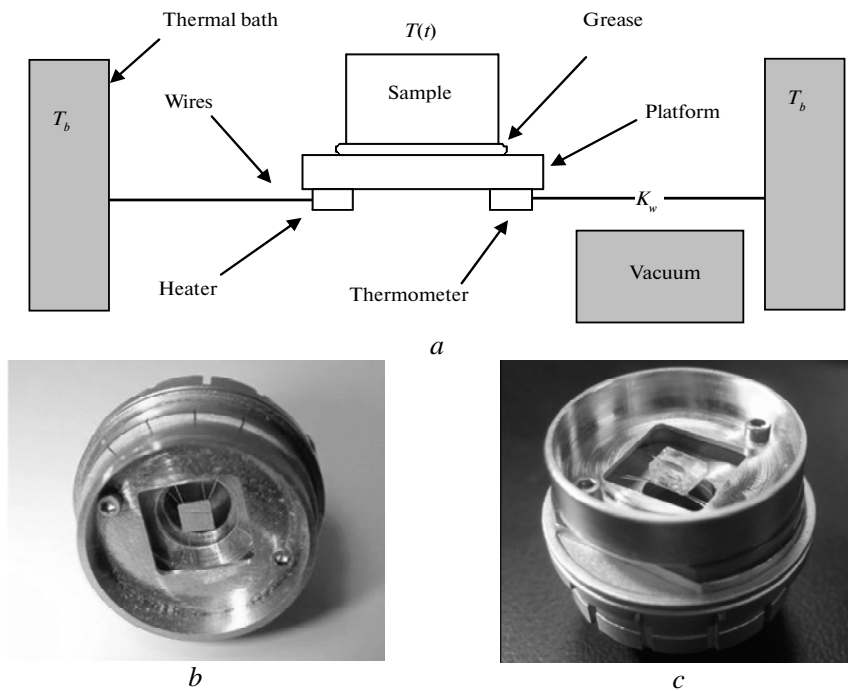 Thermal bath
T(t)
Grease
Wires
Sample
Platform
T_b
T_b
K_w
Heater
Thermometer
Vacuum
a
b
c